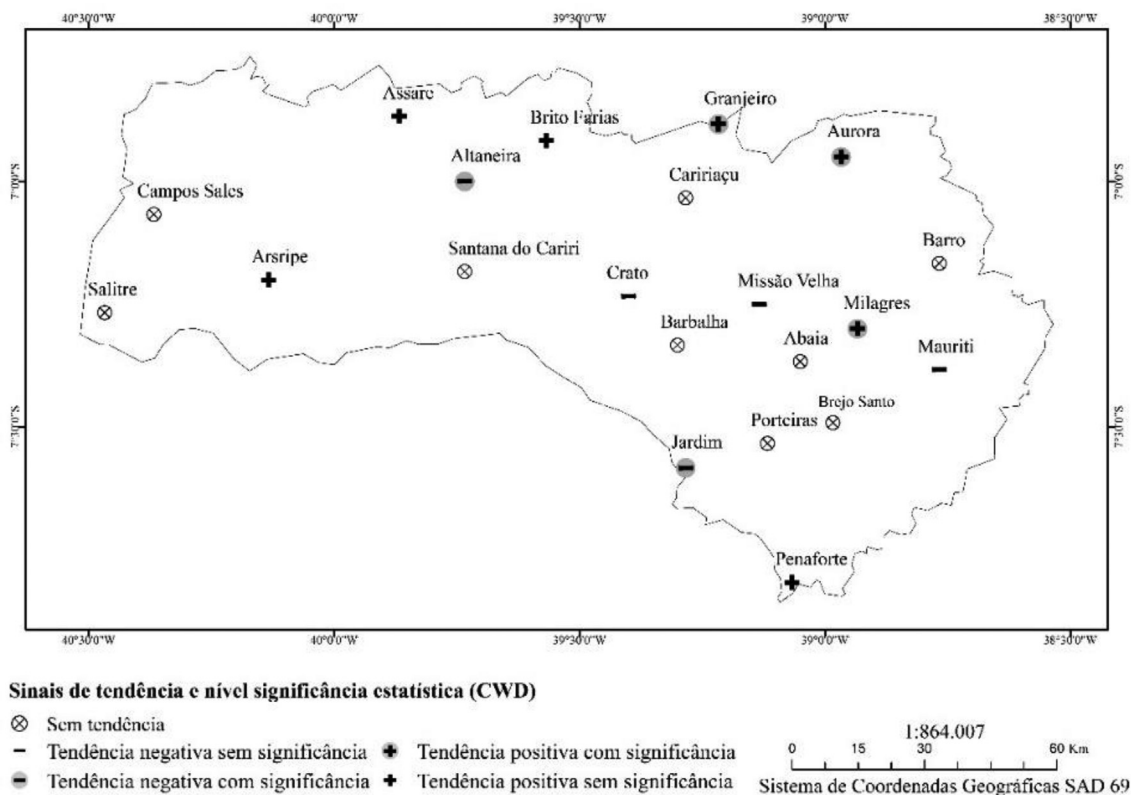 40°30'0"W 40°0'0"W 39°30'0"W 39°0'0"W 38°30'0"W
Assare
Granjeiro
Brito Farias
Aurora
Altaneira
7°0'0"S
7°0'0"S
Caririaçu
Campos Sales
Barro
Santana do Cariri
Arsripe
Crato
Missão Velha
Salitre
Milagres
Barbalha
Abaia
Mauriti
Brejo Santo
Porteiras
7°30'0"S
7°30'0"S
Jardim
Penaforte
40°30'0"W 40°0'0"W 39°30'0"W 39°0'0"W 38°30'0"W
Sinais de tendência e nível significância estatística (CWD)
Sem tendência
Tendência negativa sem significância
Tendência positiva com significância
Tendência negativa com significância
Tendência positiva sem significância
1:864.007
0 15 30 60 Km
Sistema de Coordenadas Geográficas SAD 69